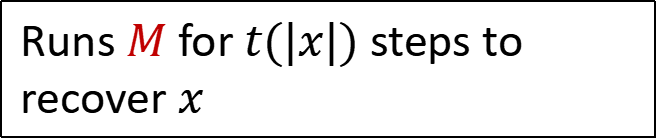 Runs M for t(|x|) steps to
recover x